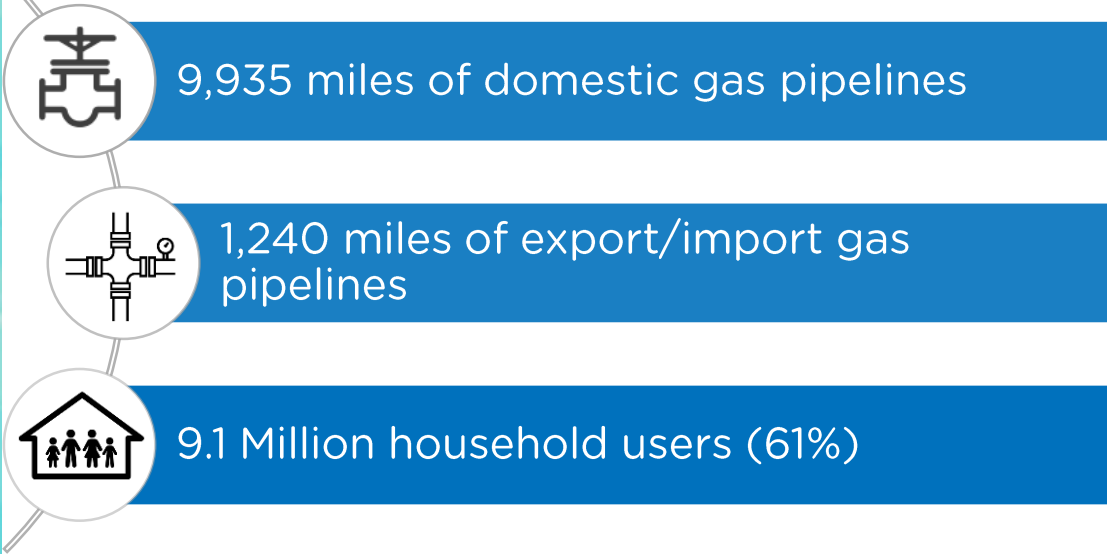 9,935 miles of domestic gas pipelines
1,240 miles of export/import gas
pipelines
9.1 Million household users (61%)